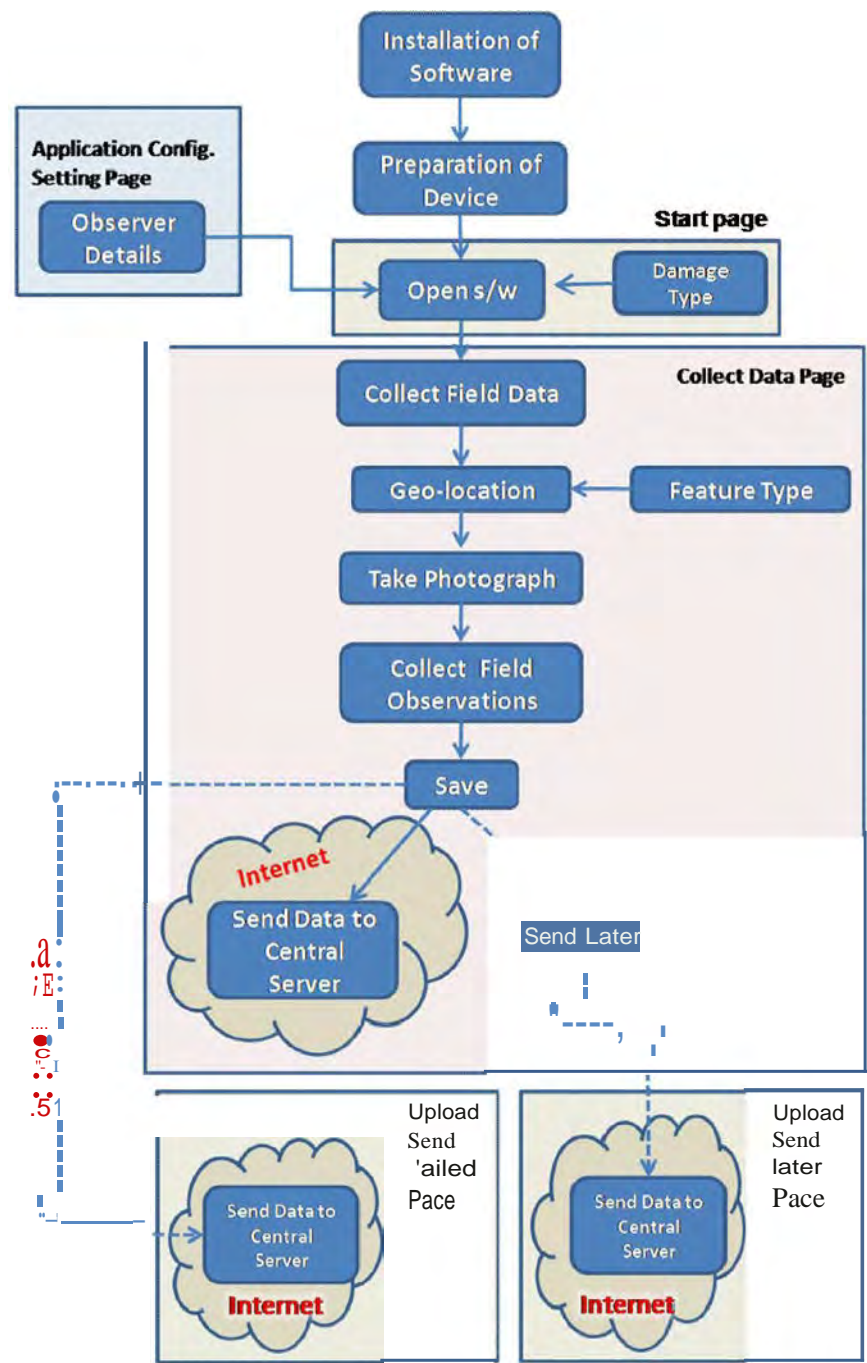 Installation of
Software
Preparation of
Device
Application Config.
Setting Page
Observer
Details
Start page
Open s/w
Damage
Type
Collect Data Page
Collect Field Data
Geo-location
Feature Type
Take Photograph
Collect Field
Observations
Save
Internet
Send Data to
Central
Server
Send Later
Upload
Send
'ailed
Pace
Send Data to
Central
Server
Internet
Upload
Send
later
Pace
Send Data to
Central
Server
Internet